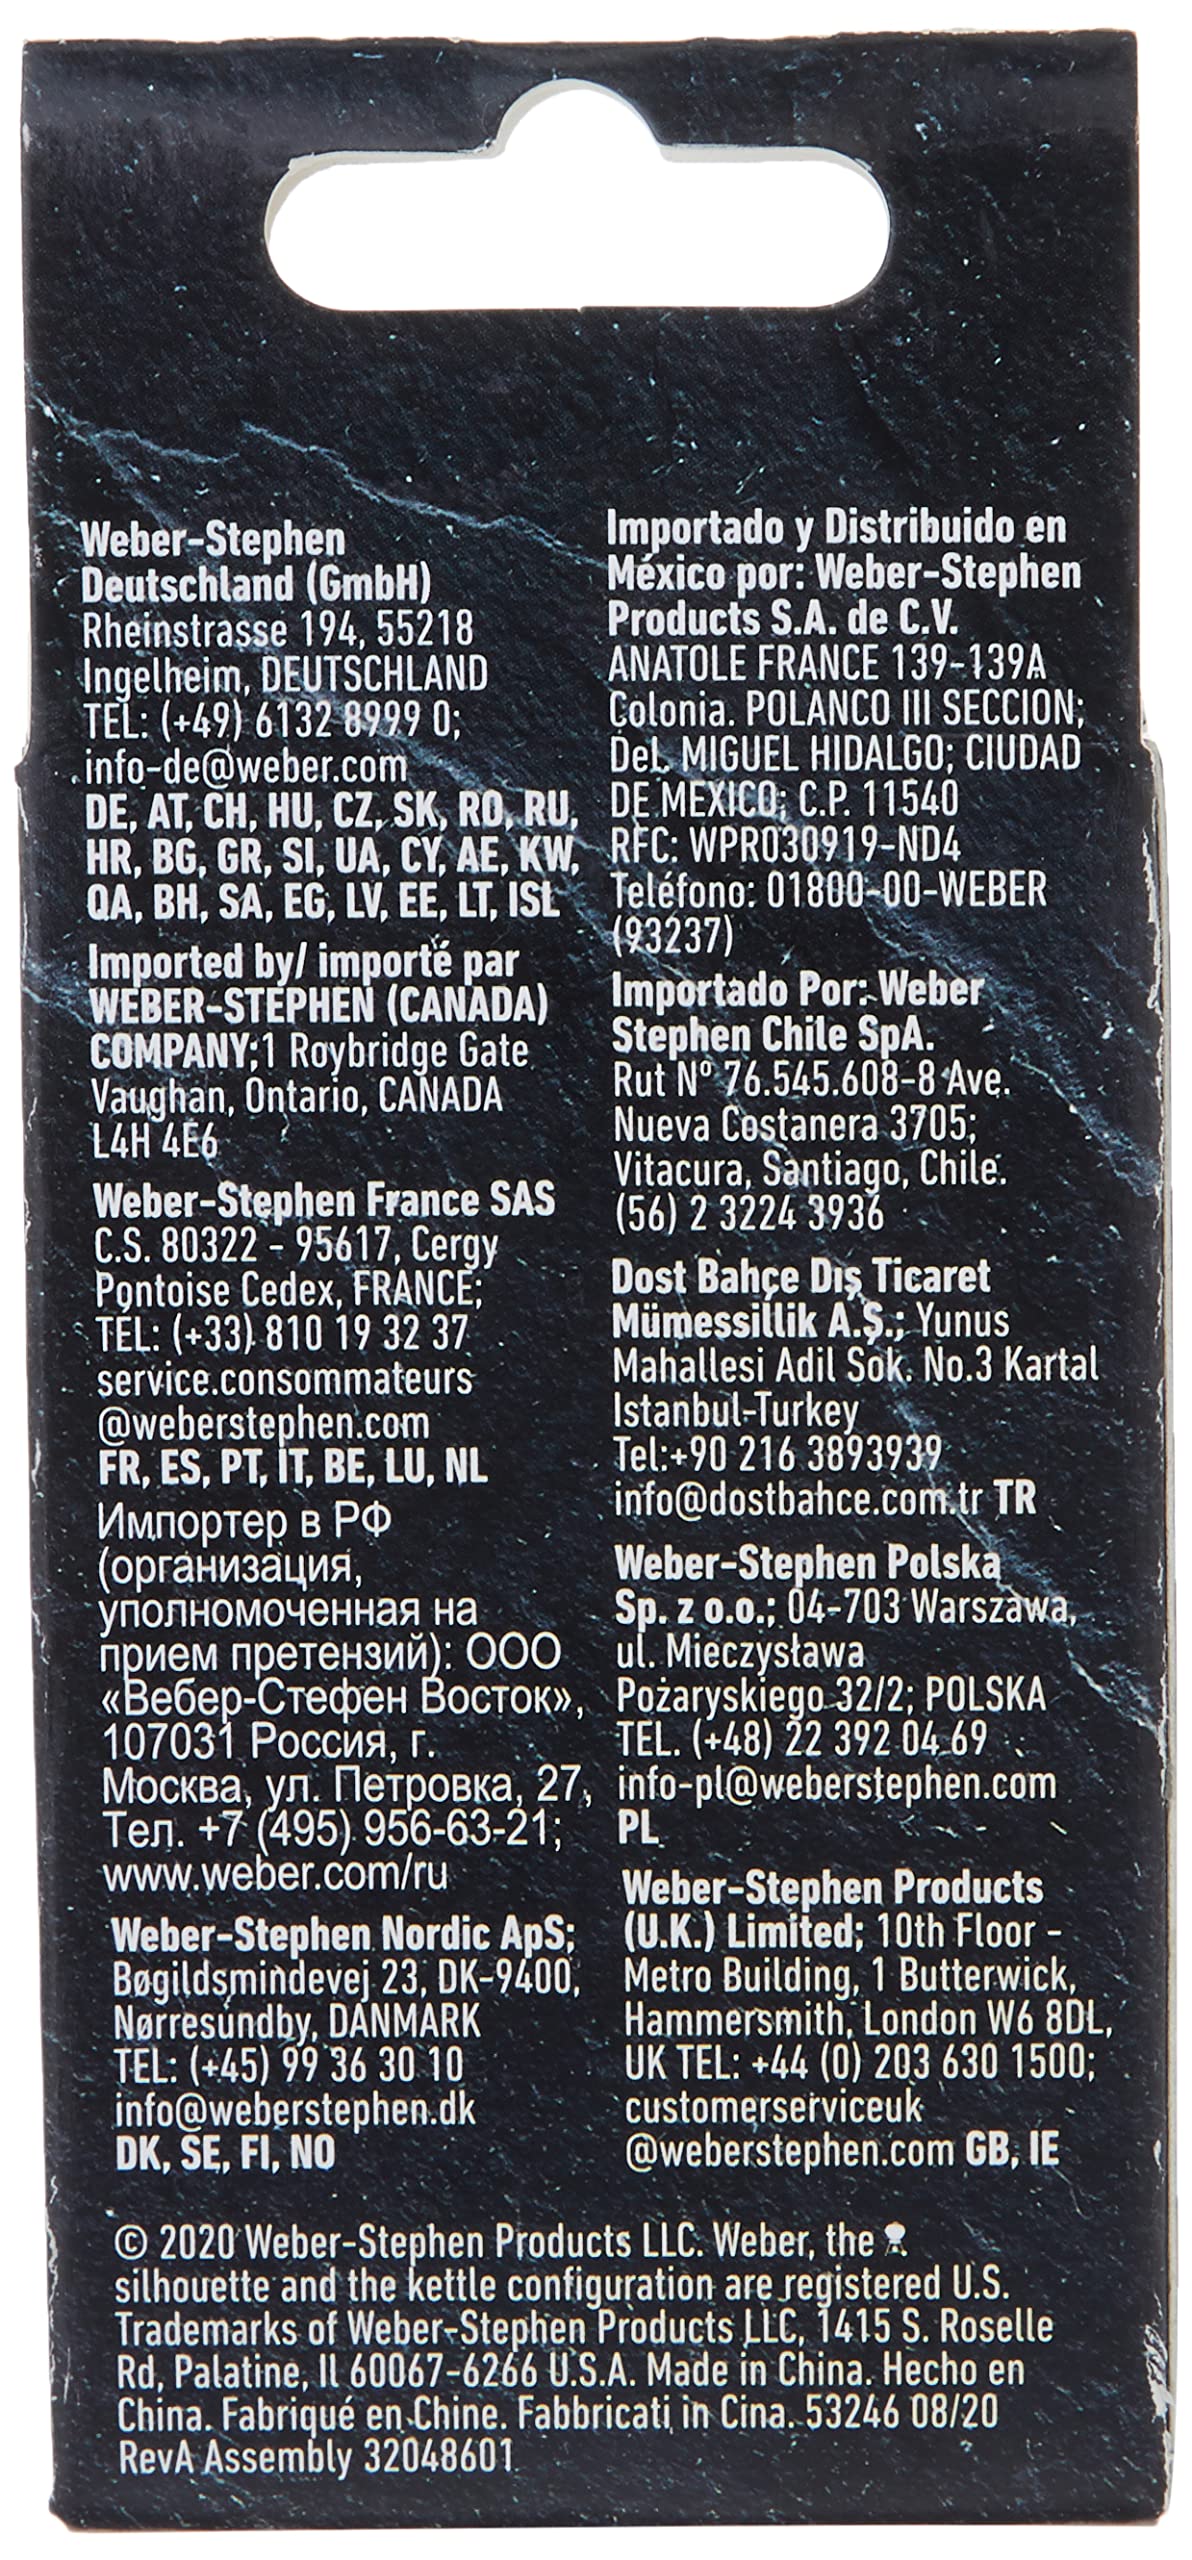 Weber-Stephen
Deutschland (GmbH)
Rheinstrasse 194, 55218
Ingelheim, DEUTSCHLAND
TEL: (+49) 6132 8999 0;
info-de@weber.com
DE, AT, CH, HU, CZ, SK, RO, RU,
HR, BG, GR, SI, UA, CY, AE, KW,
QA, BH, SA, EG, LV, EE, LT, ISL
Imported by/ importé par
WEBER-STEPHEN (CANADA)
COMPANY;1 Roybridge Gate
Vaughan, Ontario, CANADA
L4H 4E6
Weber-Stephen France SAS
C.S. 80322 - 95617, Cergy
Pontoise Cedex, FRANCE;
TEL: (+33) 810 19 32 37
service.consommateurs
@weberstephen.com
FR, ES, PT, IT, BE, LU, NL
Импортер в РФ
(организация,
уполномоченная на
прием претензий): ООО
«Вебер-Стефен Восток»,
107031 Россия, г.
Москва, ул. Петровка, 27,
Тел. +7 (495) 956-63-21;
www.weber.com/ru
Weber-Stephen Nordic ApS;
Bøgildsmindevej 23, DK-9400,
Nørresundby, DANMARK
TEL: (+45) 99 36 30 10
info@weberstephen.dk
DK, SE, FI, NO
Importado y Distribuido en
México por: Weber-Stephen
Products S.A. de C.V.
ANATOLE FRANCE 139-139A
Colonia. POLANCO III SECCION;
Del. MIGUEL HIDALGO; CIUDAD
DE MEXICO; C.P. 11540
RFC: WPR030919-ND4
Teléfono: 01800-00-WEBER
(93237)
Importado Por: Weber
Stephen Chile SpA.
Rut N° 76.545.608-8 Ave.
Nueva Costanera 3705;
Vitacura, Santiago, Chile.
(56) 2 3224 3936
Dost Bahçe Dış Ticaret
Mümessillik A.Ş.; Yunus
Mahallesi Adil Sok. No.3 Kartal
Istanbul-Turkey
Tel:+90 216 3893939
info@dostbahce.com.tr TR
Weber-Stephen Polska
Sp. z o.o.; 04-703 Warszawa,
ul. Mieczysława
Pożaryskiego 32/2; POLSKA
TEL. (+48) 22 392 04 69
info-pl@weberstephen.com
PL
Weber-Stephen Products
(U.K.) Limited; 10th Floor -
Metro Building, 1 Butterwick,
Hammersmith, London W6 8DL,
UK TEL: +44 (0) 203 630 1500;
customerserviceuk
@weberstephen.com GB, IE
© 2020 Weber-Stephen Products LLC. Weber, the
silhouette and the kettle configuration are registered U.S.
Trademarks of Weber-Stephen Products LLC, 1415 S. Roselle
Rd, Palatine, IL 60067-6266 U.S.A. Made in China. Hecho en
China. Fabriqué en Chine. Fabbricati in Cina. 53246 08/20
RevA Assembly 32048601